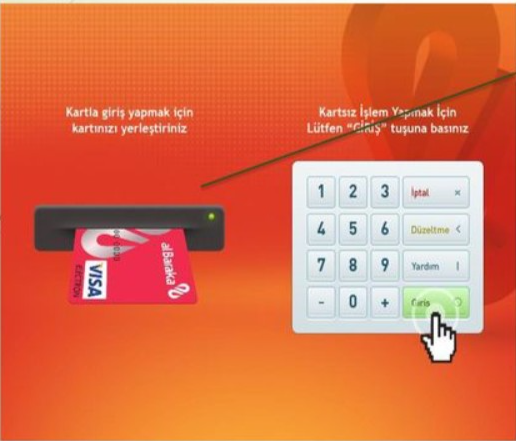 Kartla giriş yapmak için
kartınızı yerleştiriniz
Kartsız İşlem Yapmak İçin
Lütfen "GİRİŞ" tuşuna basınız
1 2 3 İptal ×
4 5 6 Düzeltme <
7 8 9 Yardım I
- 0 + Giriş O
alBaraka
VISA
ELECTRON